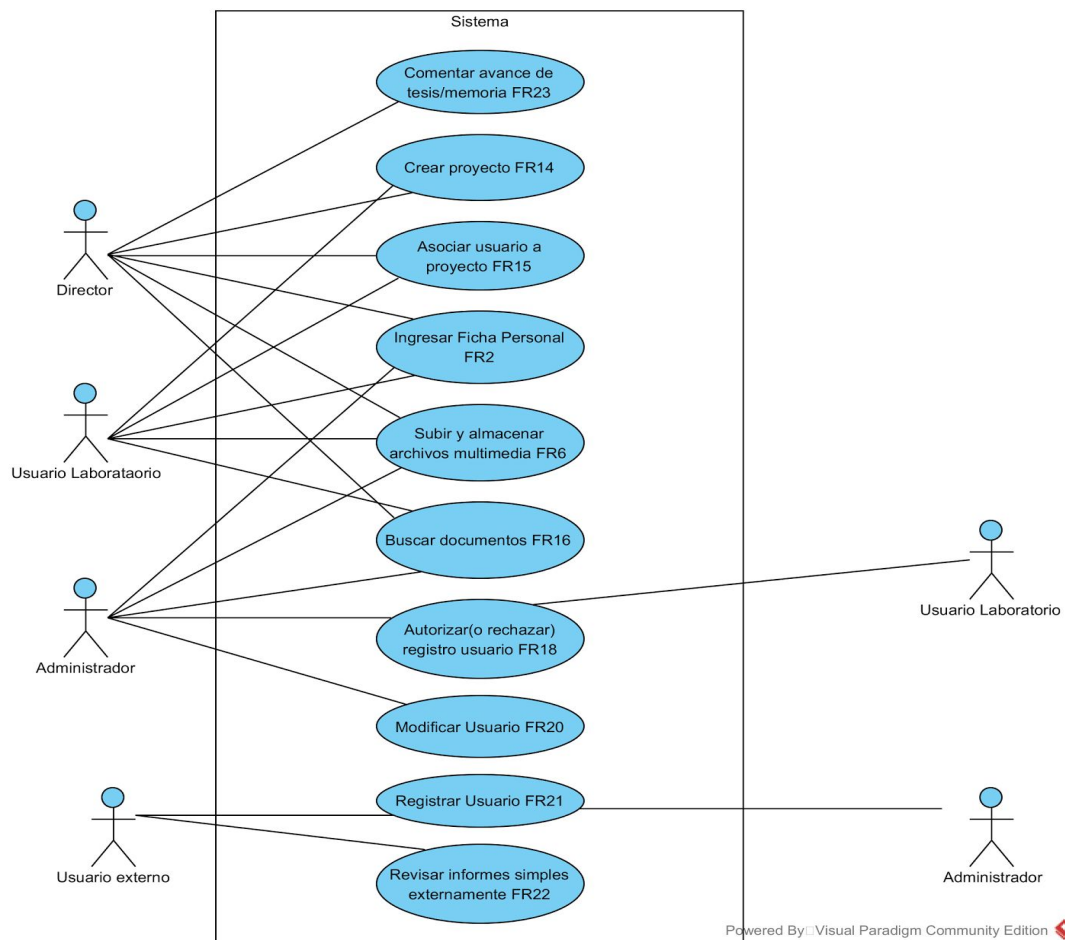 Sistema
Comentar avance de
tesis/memoria FR23
Crear proyecto FR14
Director
Asociar usuario a
proyecto FR15
Ingresar Ficha Personal
FR2
Usuario Laborataorio
Subir y almacenar
archivos multimedia FR6
Buscar documentos FR16
Usuario Laboratorio
Administrador
Autorizar(o rechazar)
registro usuario FR18
Modificar Usuario FR20
Registrar Usuario FR21
Usuario externo
Revisar informes simples
externamente FR22
Administrador
Powered By Visual Paradigm Community Edition